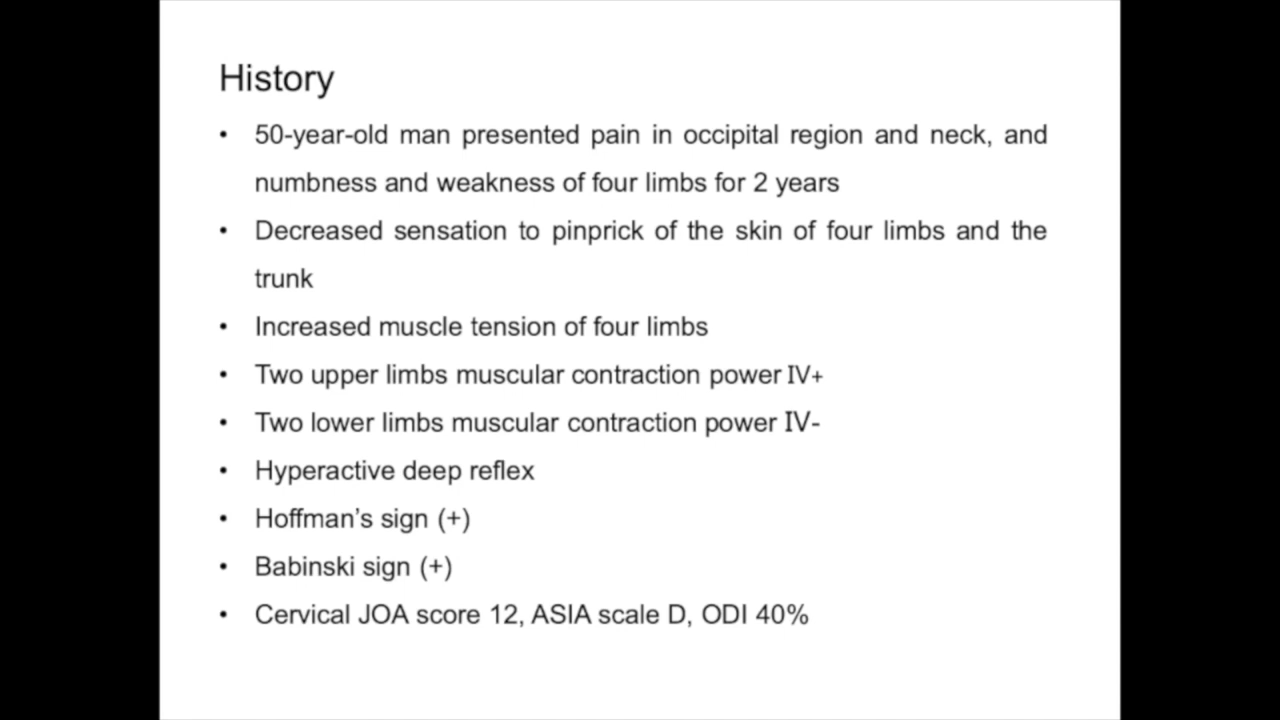 History
• 50-year-old man presented pain in occipital region and neck, and
numbness and weakness of four limbs for 2 years
• Decreased sensation to pinprick of the skin of four limbs and the
trunk
• Increased muscle tension of four limbs
• Two upper limbs muscular contraction power IV+
• Two lower limbs muscular contraction power IV-
• Hyperactive deep reflex
• Hoffman’s sign (+)
• Babinski sign (+)
• Cervical JOA score 12, ASIA scale D, ODI 40%